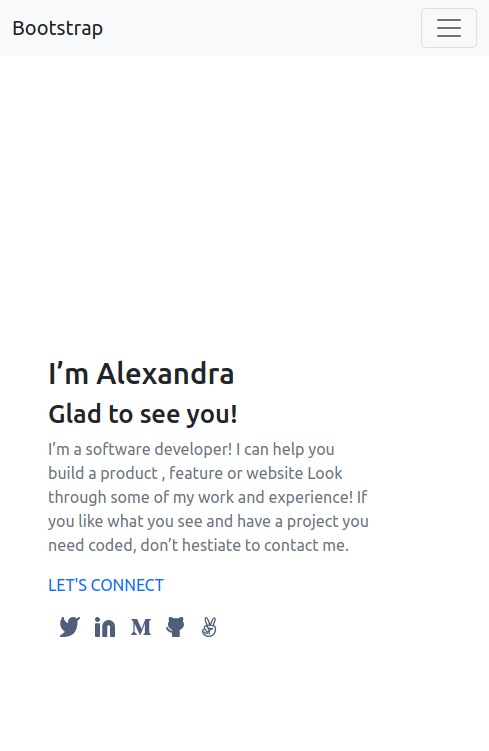 Bootstrap
I’m Alexandra
Glad to see you!
I’m a software developer! I can help you
build a product , feature or website Look
through some of my work and experience! If
you like what you see and have a project you
need coded, don’t hestiate to contact me.
LET'S CONNECT